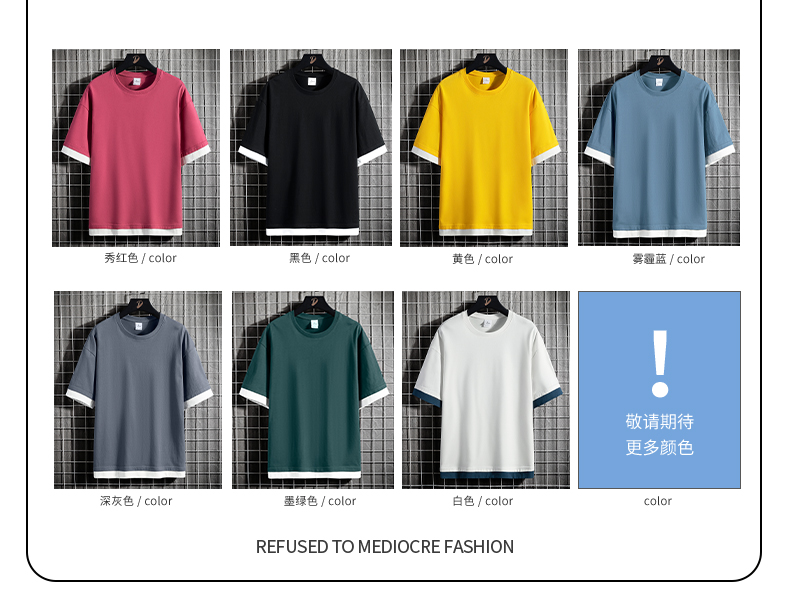 秀红色 / color
黑色 / color
黄色 / color
雾霾蓝 / color
敬请期待
更多颜色
深灰色 / color
墨绿色 / color
白色 / color
color
REFUSED TO MEDIOCRE FASHION